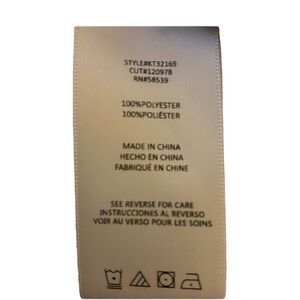 STYLE#KT32169
CUT#120978
RN#58539
100%POLYESTER
100%POLIÉSTER
MADE IN CHINA
HECHO EN CHINA
FABRIQUÉ EN CHINE
SEE REVERSE FOR CARE
INSTRUCCIONES AL REVERSO
VOIR AU VERSO POUR LES SOINS